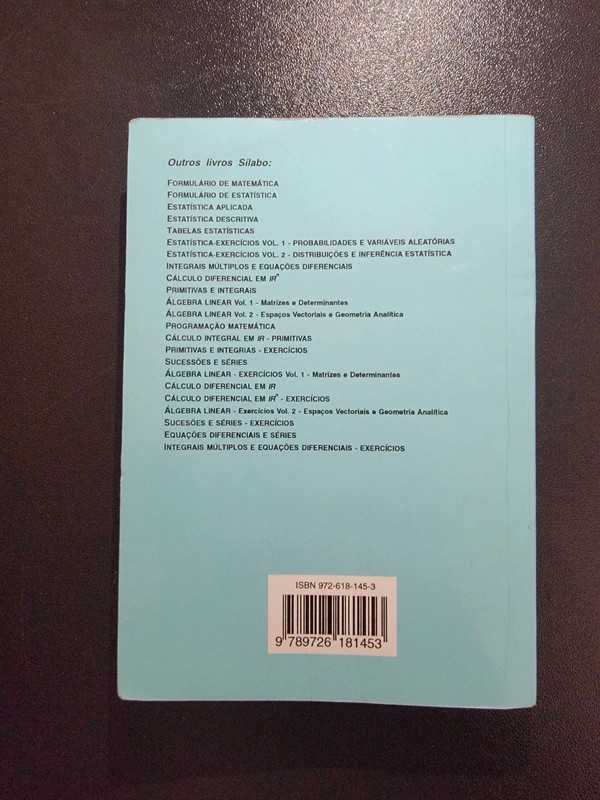 Outros livros Sílabo:
FORMULÁRIO DE MATEMÁTICA
FORMULÁRIO DE ESTATÍSTICA
ESTATÍSTICA APLICADA
ESTATÍSTICA DESCRITIVA
TABELAS ESTATÍSTICAS
ESTATÍSTICA-EXERCÍCIOS VOL. 1 - PROBABILIDADES E VARIÁVEIS ALEATÓRIAS
ESTATÍSTICA-EXERCÍCIOS VOL. 2 - DISTRIBUIÇÕES E INFERÊNCIA ESTATÍSTICA
INTEGRAIS MÚLTIPLOS E EQUAÇÕES DIFERENCIAIS
CÁLCULO DIFERENCIAL EM IRⁿ
PRIMITIVAS E INTEGRAIS
ÁLGEBRA LINEAR Vol. 1 - Matrizes e Determinantes
ÁLGEBRA LINEAR Vol. 2 - Espaços Vectoriais e Geometria Analítica
PROGRAMAÇÃO MATEMÁTICA
CÁLCULO INTEGRAL EM IR - PRIMITIVAS
PRIMITIVAS E INTEGRIAS - EXERCÍCIOS
SUCESSÕES E SÉRIES
ÁLGEBRA LINEAR - EXERCÍCIOS Vol. 1 - Matrizes e Determinantes
CÁLCULO DIFERENCIAL EM IR
CÁLCULO DIFERENCIAL EM IRⁿ - EXERCÍCIOS
ÁLGEBRA LINEAR - Exercícios Vol. 2 - Espaços Vectoriais e Geometria Analítica
SUCESÕES E SÉRIES - EXERCÍCIOS
EQUAÇÕES DIFERENCIAIS E SÉRIES
INTEGRAIS MÚLTIPLOS E EQUAÇÕES DIFERENCIAIS - EXERCÍCIOS
ISBN 972-618-145-3
9 789726 181453